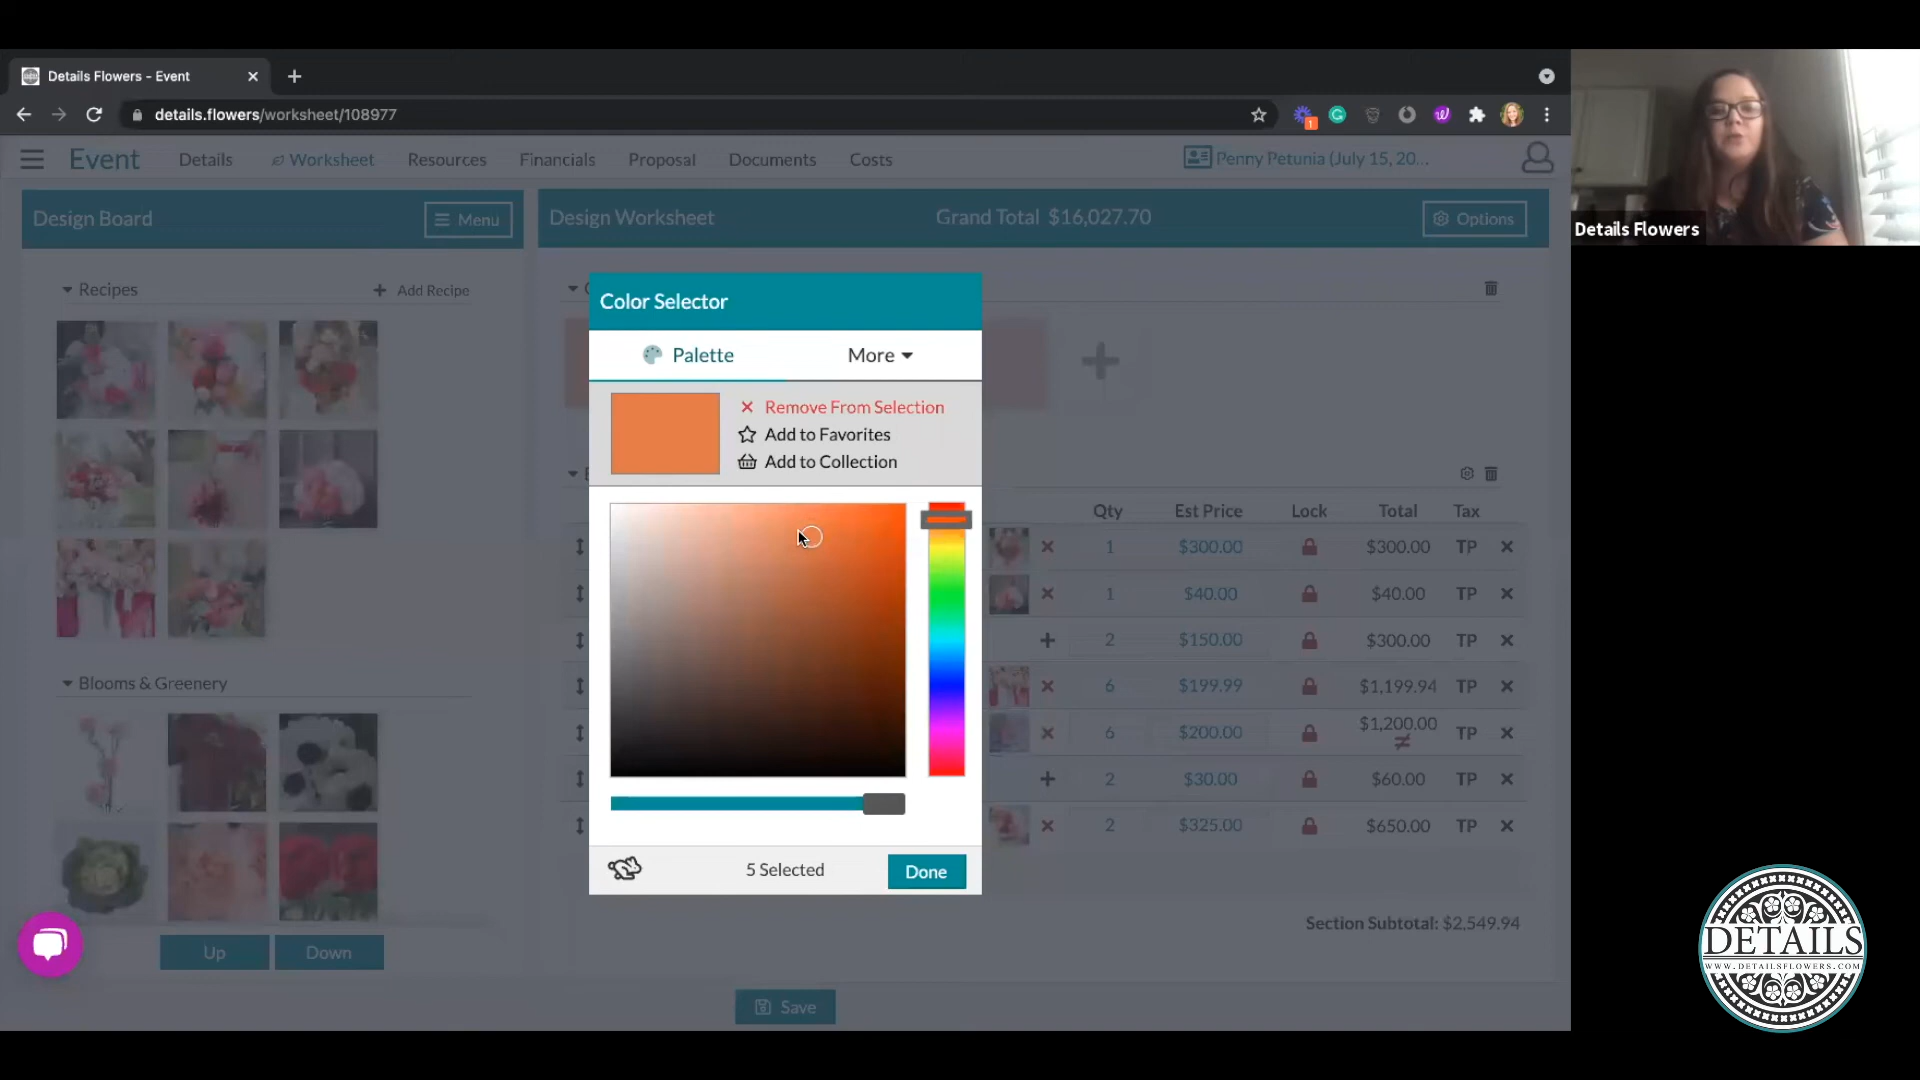 Details Flowers - Event
details.flowers/worksheet/108977
1
Event Details Worksheet Resources Financials Proposal Documents Costs Penny Petunia (July 15, 20...
Design Board Menu
Design Worksheet Grand Total $16,027.70 Options
Recipes Add Recipe
Blooms & Greenery
Up Down
Color Selector
Palette More
Remove From Selection
Add to Favorites
Add to Collection
5 Selected Done
Qty Est Price Lock Total Tax
1 $300.00 $300.00 TP
1 $40.00 $40.00 TP
2 $150.00 $300.00 TP
6 $199.99 $1,199.94 TP
6 $200.00 $1,200.00 TP
2 $30.00 $60.00 TP
2 $325.00 $650.00 TP
Section Subtotal: $2,549.94
Save
Details Flowers
DETAILS
WWW.DETAILSFLOWERS.COM